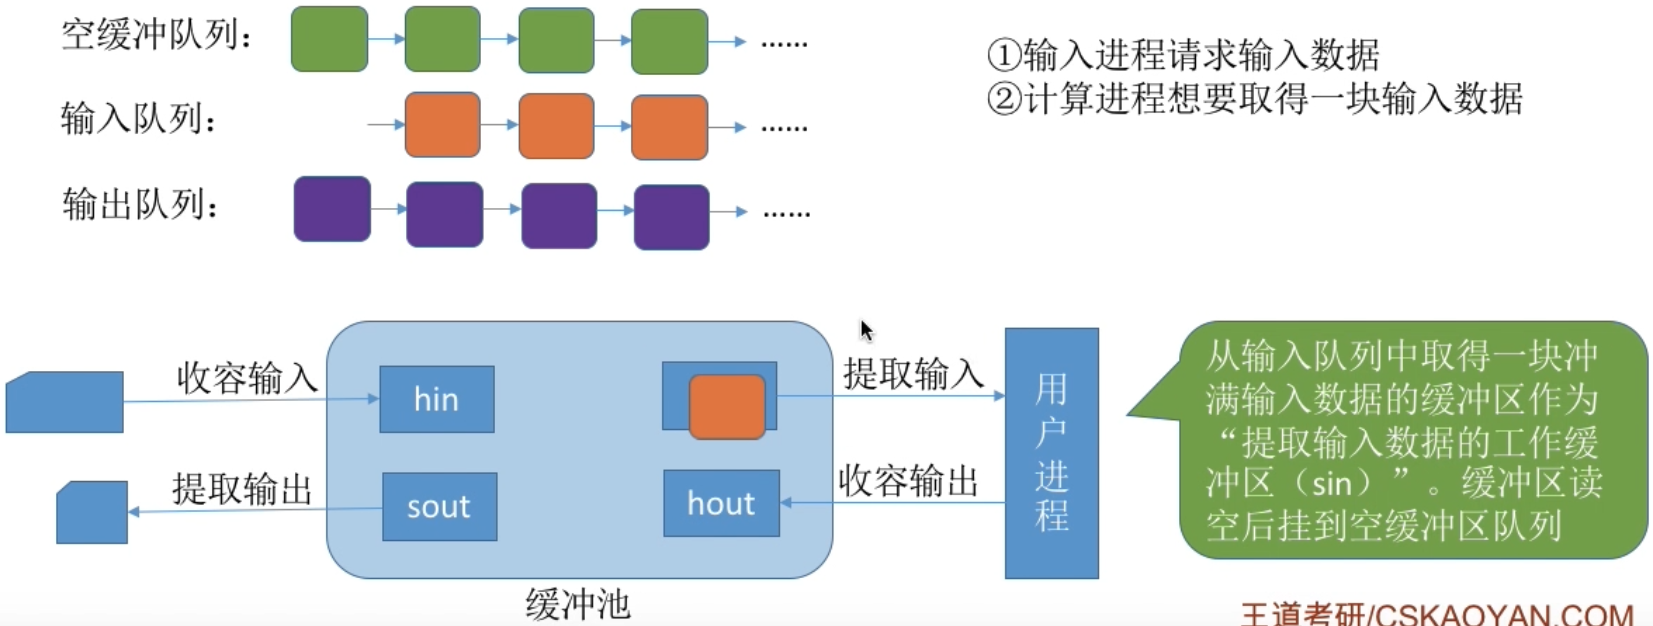 空缓冲队列：
……
①输入进程请求输入数据
②计算进程想要取得一块输入数据
输入队列：
……
输出队列：
……
收容输入
hin
提取输入
提取输出
sout
hout
收容输出
用户进程
从输入队列中取得一块冲
满输入数据的缓冲区作为
“提取输入数据的工作缓
冲区（sin）”。缓冲区读
空后挂到空缓冲区队列
缓冲池
王道考研/CSKAOYAN.COM